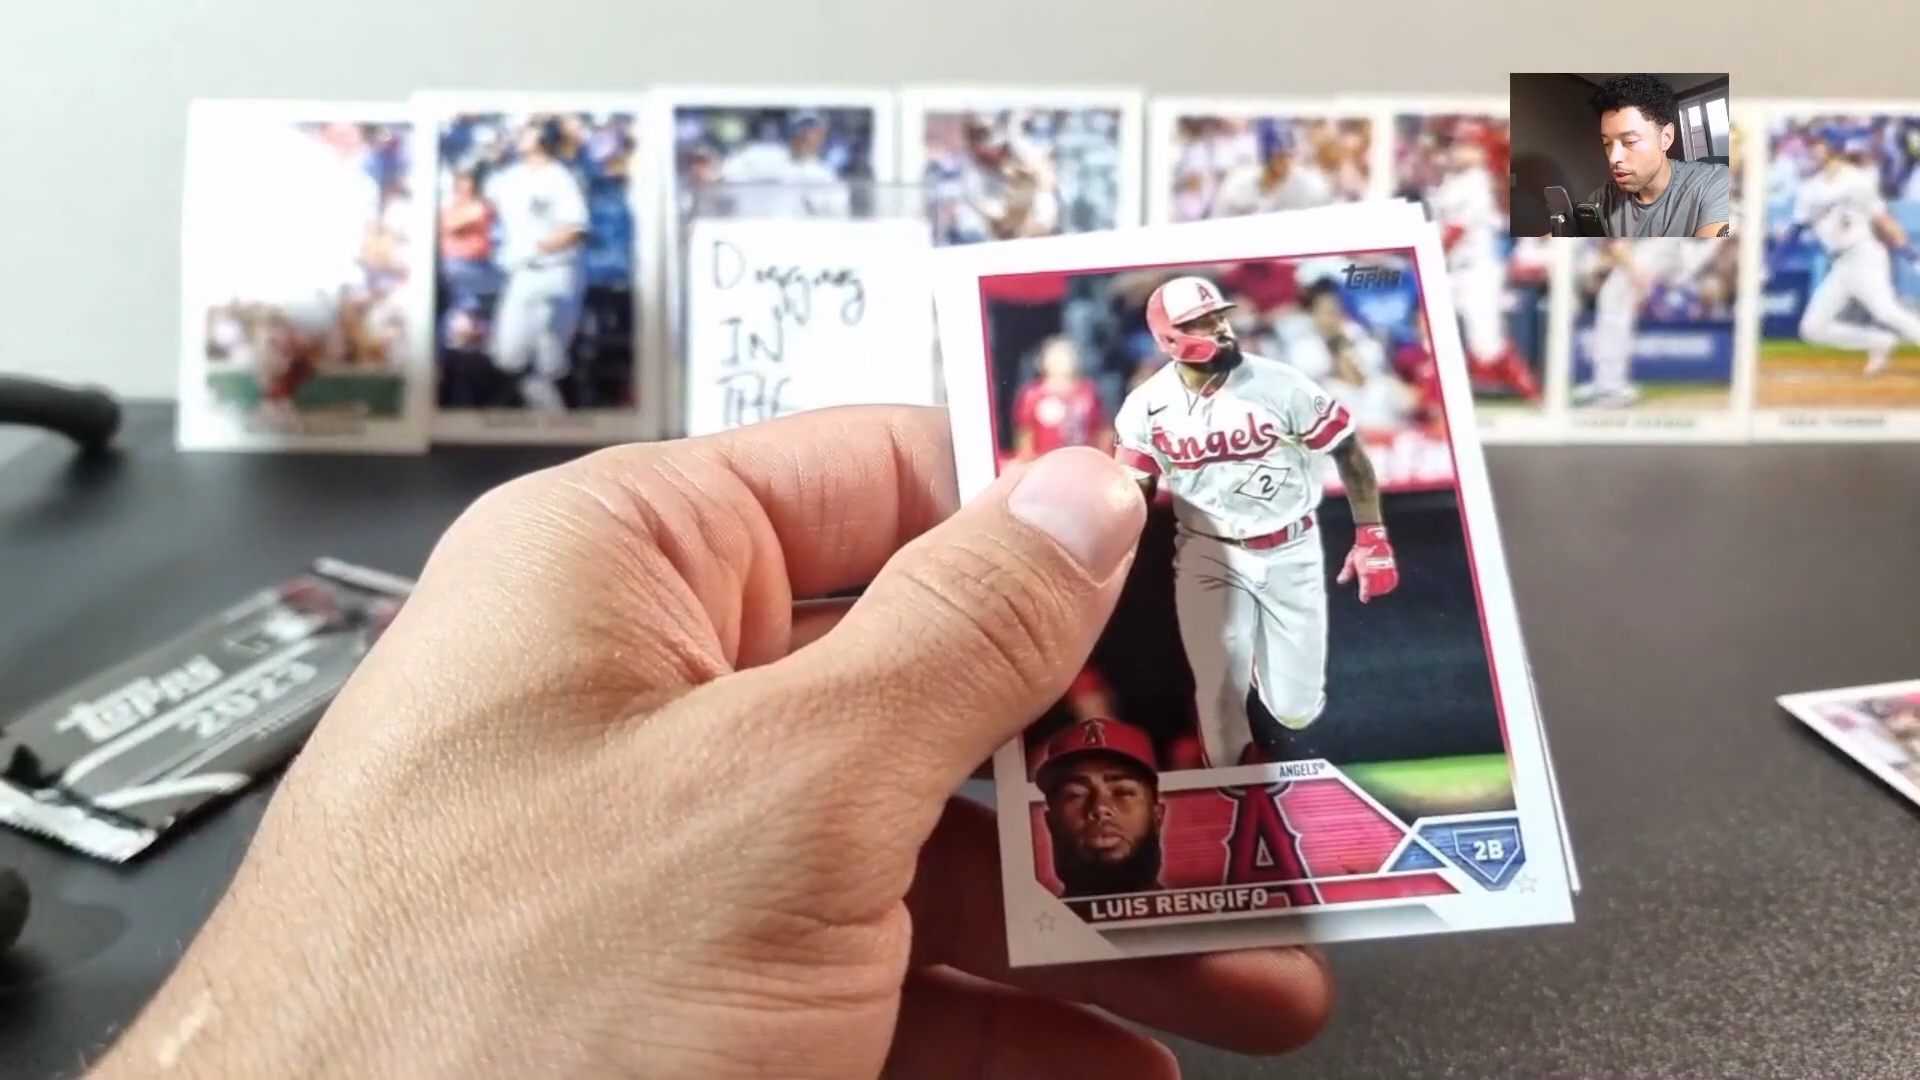 Digging
IN
THE
Topps
Angels
2
ANGELS
2B
LUIS RENGIFO
Topps
2023